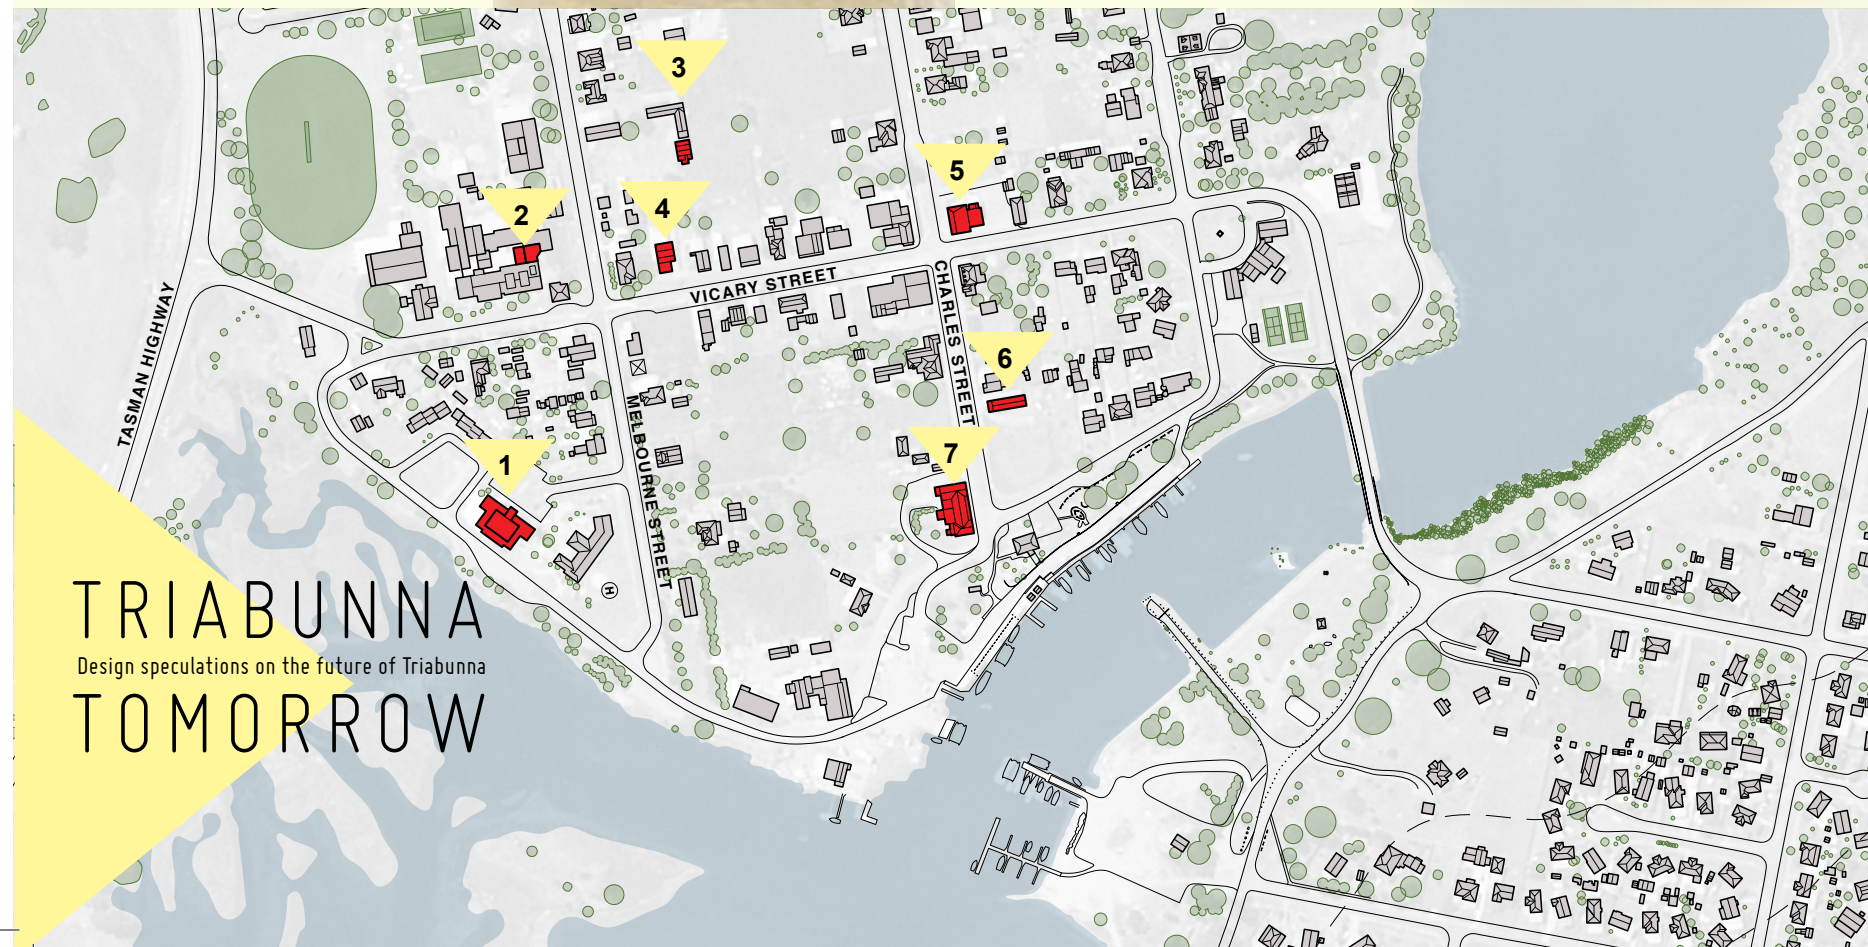 3
5
2
4
VICARY STREET
CHARLES STREET
TASMAN HIGHWAY
6
MELBOURNE STREET
1
7
H
TRIABUNNA
Design speculations on the future of Triabunna
TOMORROW